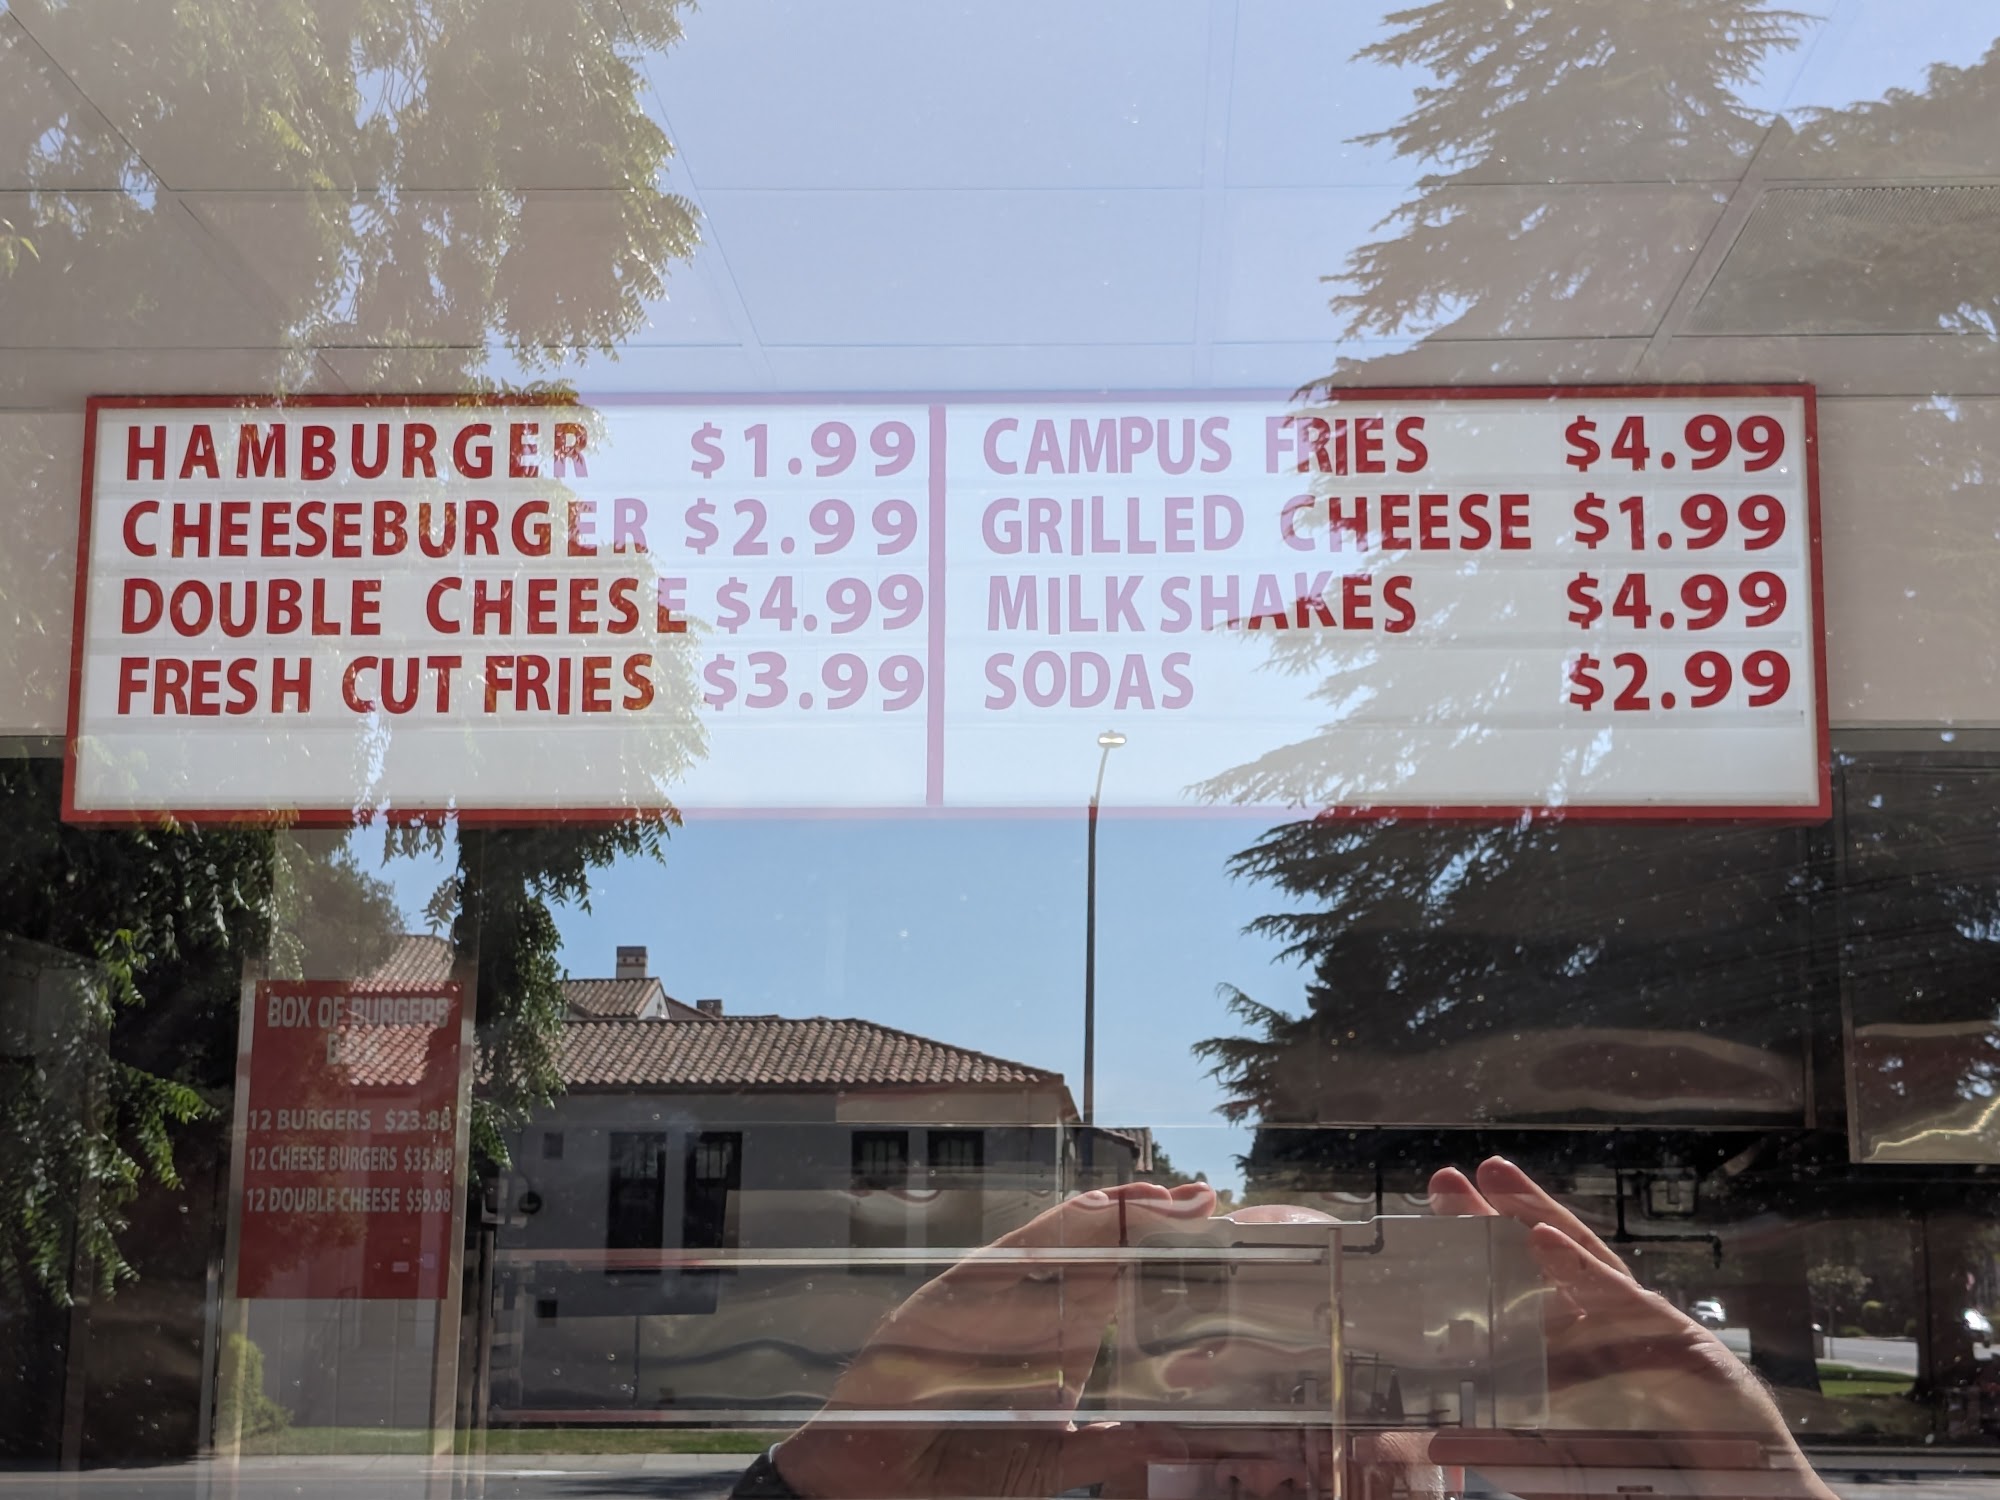 HAMBURGER $1.99
CHEESEBURGER $2.99
DOUBLE CHEESE $4.99
FRESH CUT FRIES $3.99
CAMPUS FRIES $4.99
GRILLED CHEESE $1.99
MILKSHAKES $4.99
SODAS $2.99
BOX OF BURGERS
12 BURGERS $23.88
12 CHEESE BURGERS $35.88
12 DOUBLE CHEESE $59.98